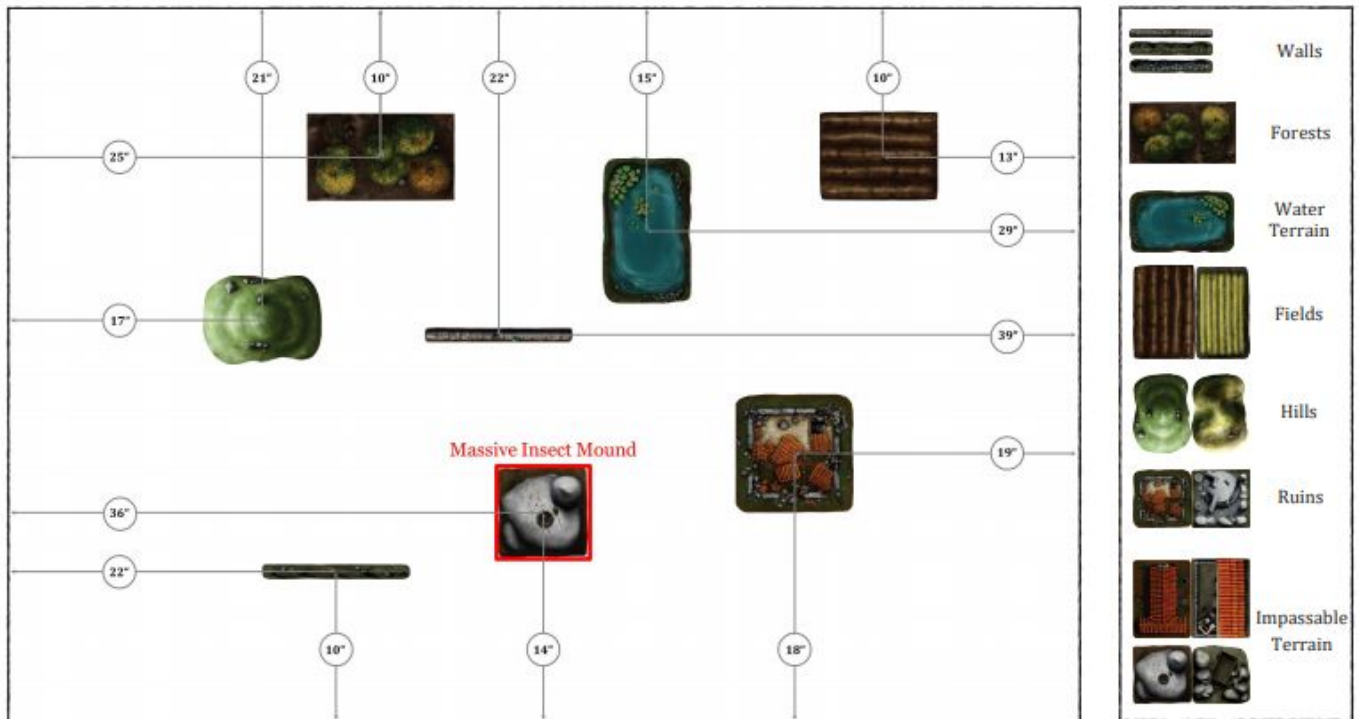 21"
10"
22"
15"
10"
25"
13"
29"
17"
39"
Massive Insect Mound
19"
36"
22"
10"
14"
18"
Walls
Forests
Water
Terrain
Fields
Hills
Ruins
Impassable
Terrain